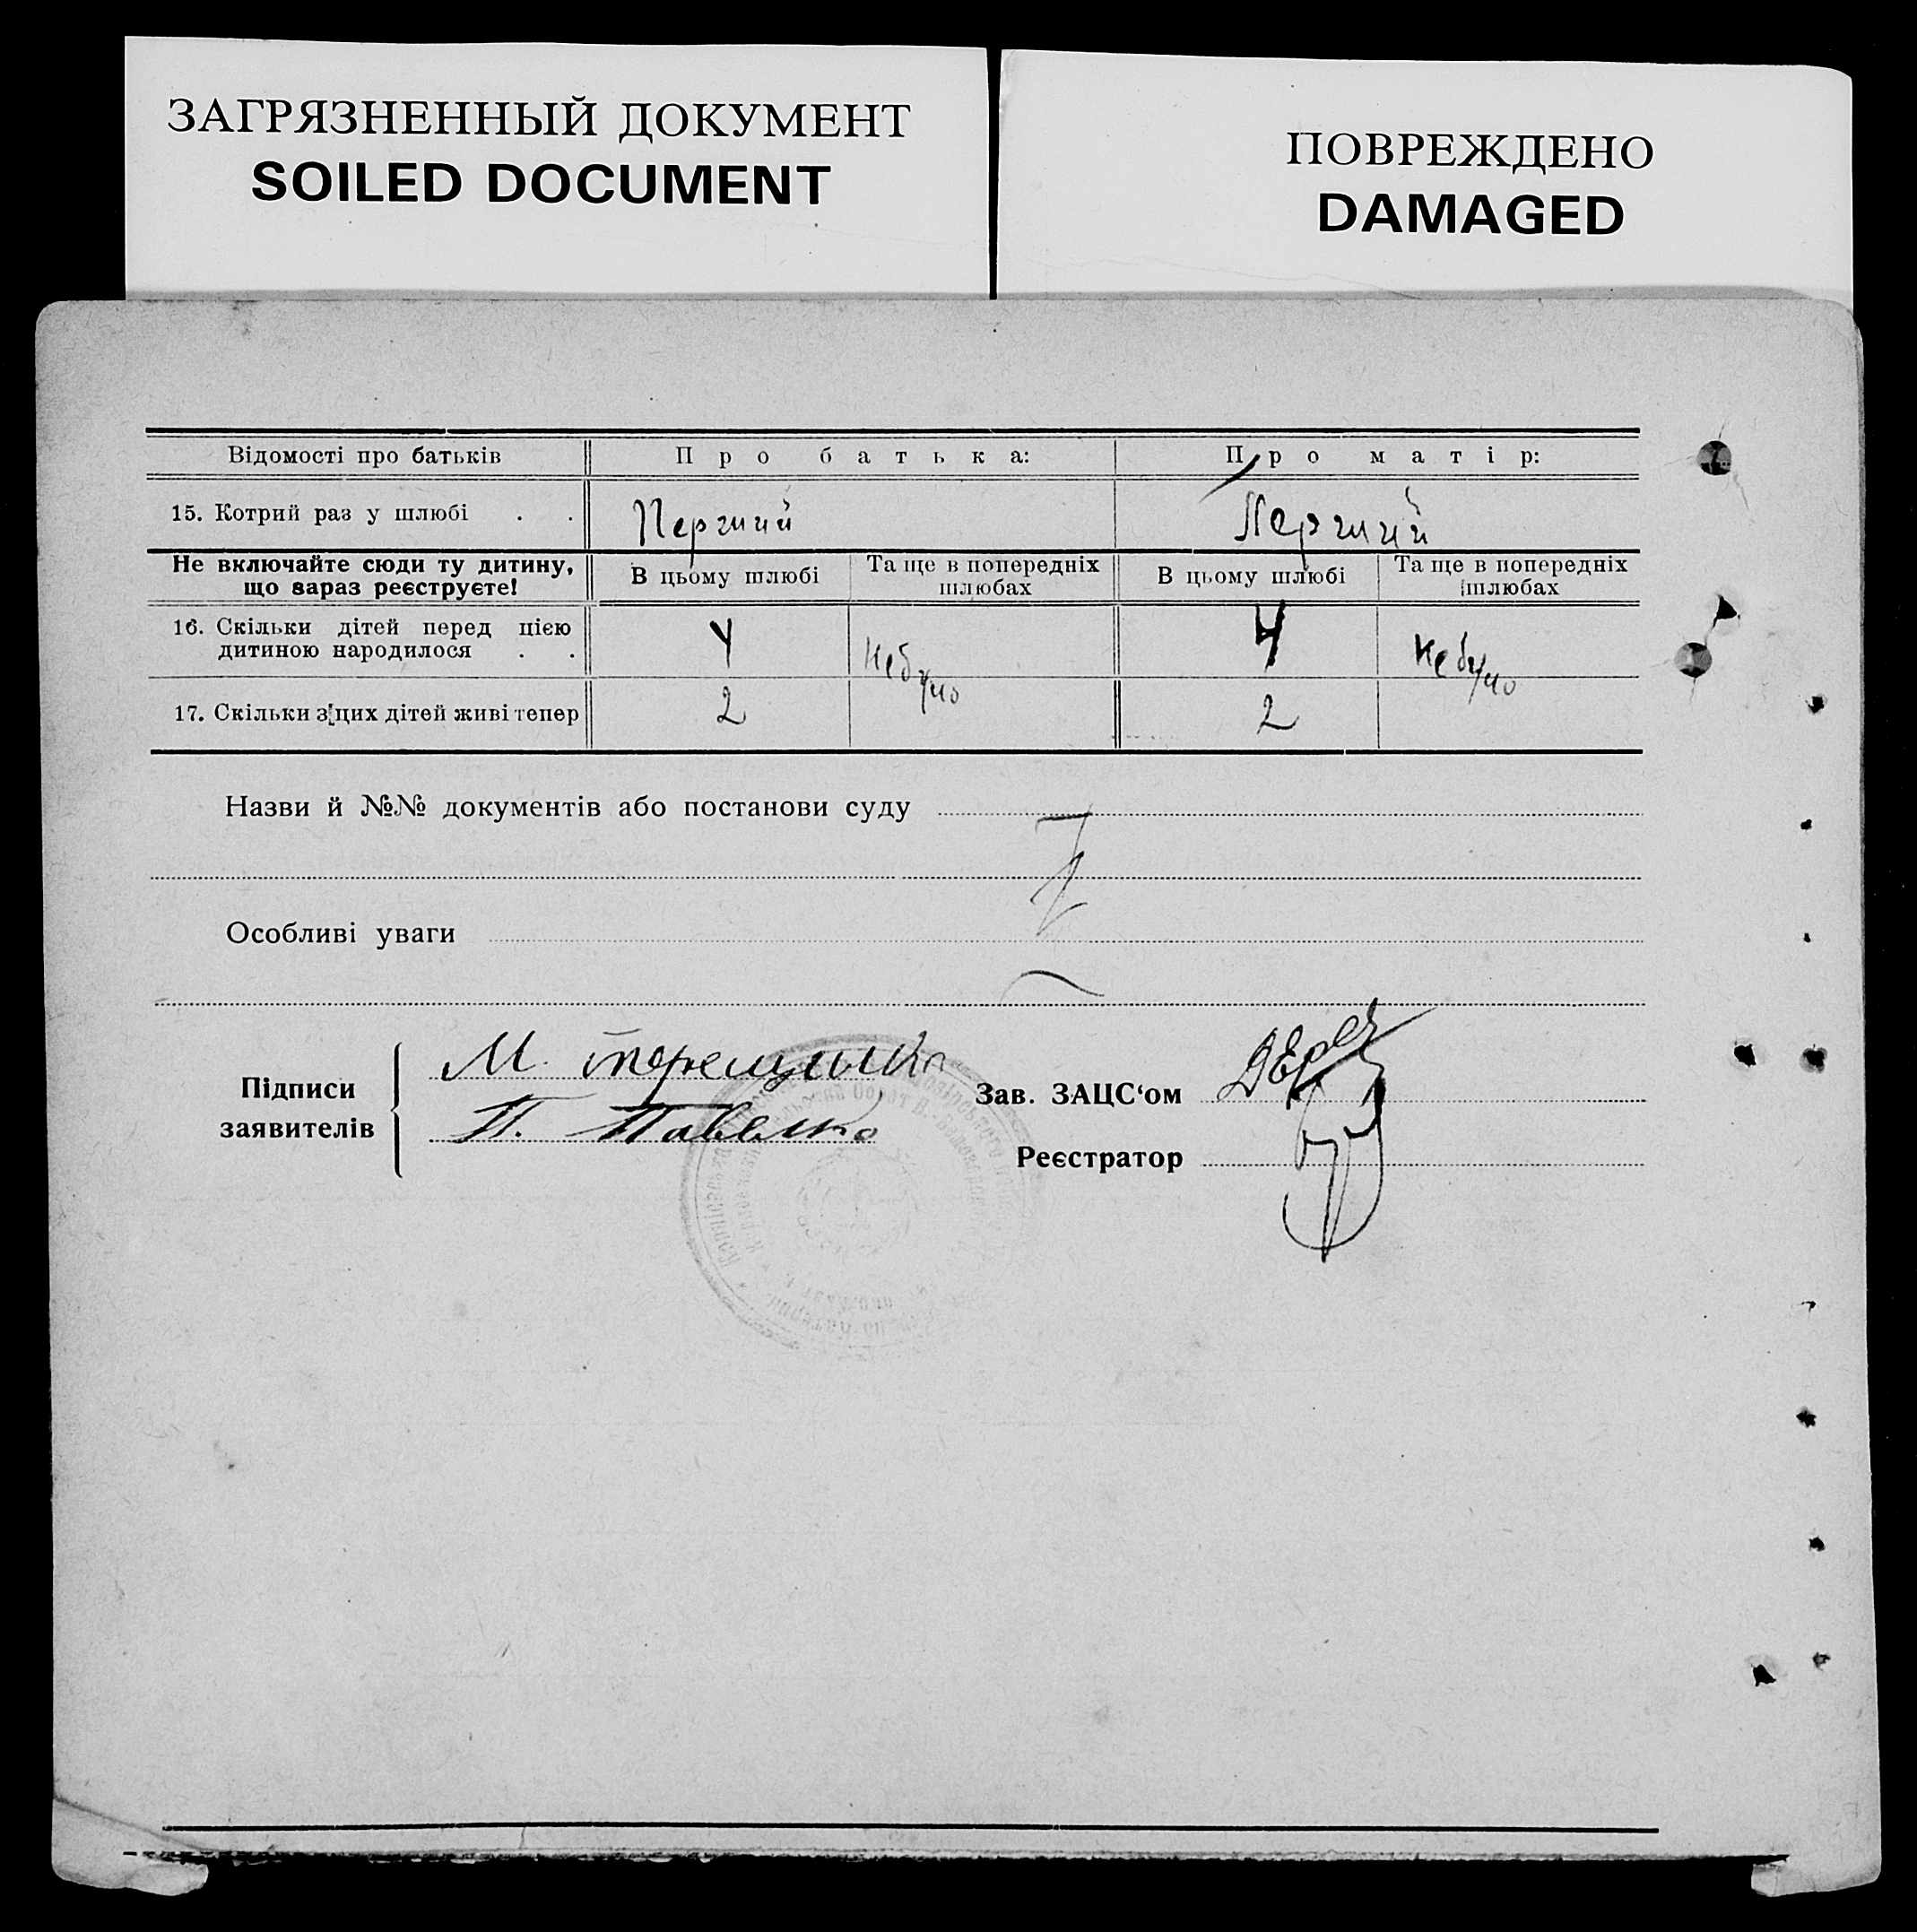 ЗАГРЯЗНЕННЫЙ ДОКУМЕНТ
SOILED DOCUMENT
ПОВРЕЖДЕНО
DAMAGED
Відомості про батьків Про батька: Про матір:
15. Котрий раз у шлюбі . . Перший Перший
Не включайте сюди ту дитину, що зараз реєструєте! В цьому шлюбі Та ще в попередніх шлюбах В цьому шлюбі Та ще в попередніх шлюбах
16. Скільки дітей перед цією дитиною народилося . . 4 Небуло 4 Небуло
17. Скільки з цих дітей живі тепер 2 2
Назви й №№ документів або постанови суду
Особливі уваги
Підписи заявителів
М.
П. Павленко
Зав. ЗАЦС‘ом
Реєстратор